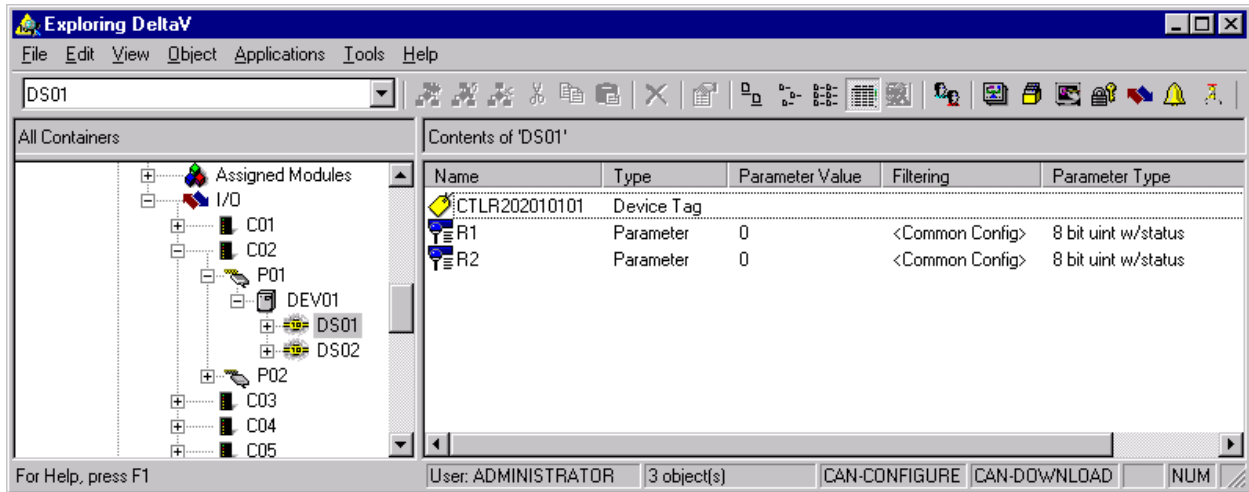 Exploring DeltaV
File Edit View Object Applications Tools Help
DS01
All Containers
Contents of 'DS01'
Assigned Modules
I/O
C01
C02
P01
DEV01
DS01
DS02
P02
C03
C04
C05
Name Type Parameter Value Filtering Parameter Type
CTLR202010101 Device Tag
R1 Parameter 0 <Common Config> 8 bit uint w/status
R2 Parameter 0 <Common Config> 8 bit uint w/status
For Help, press F1 User: ADMINISTRATOR 3 object(s) CAN-CONFIGURE CAN-DOWNLOAD NUM